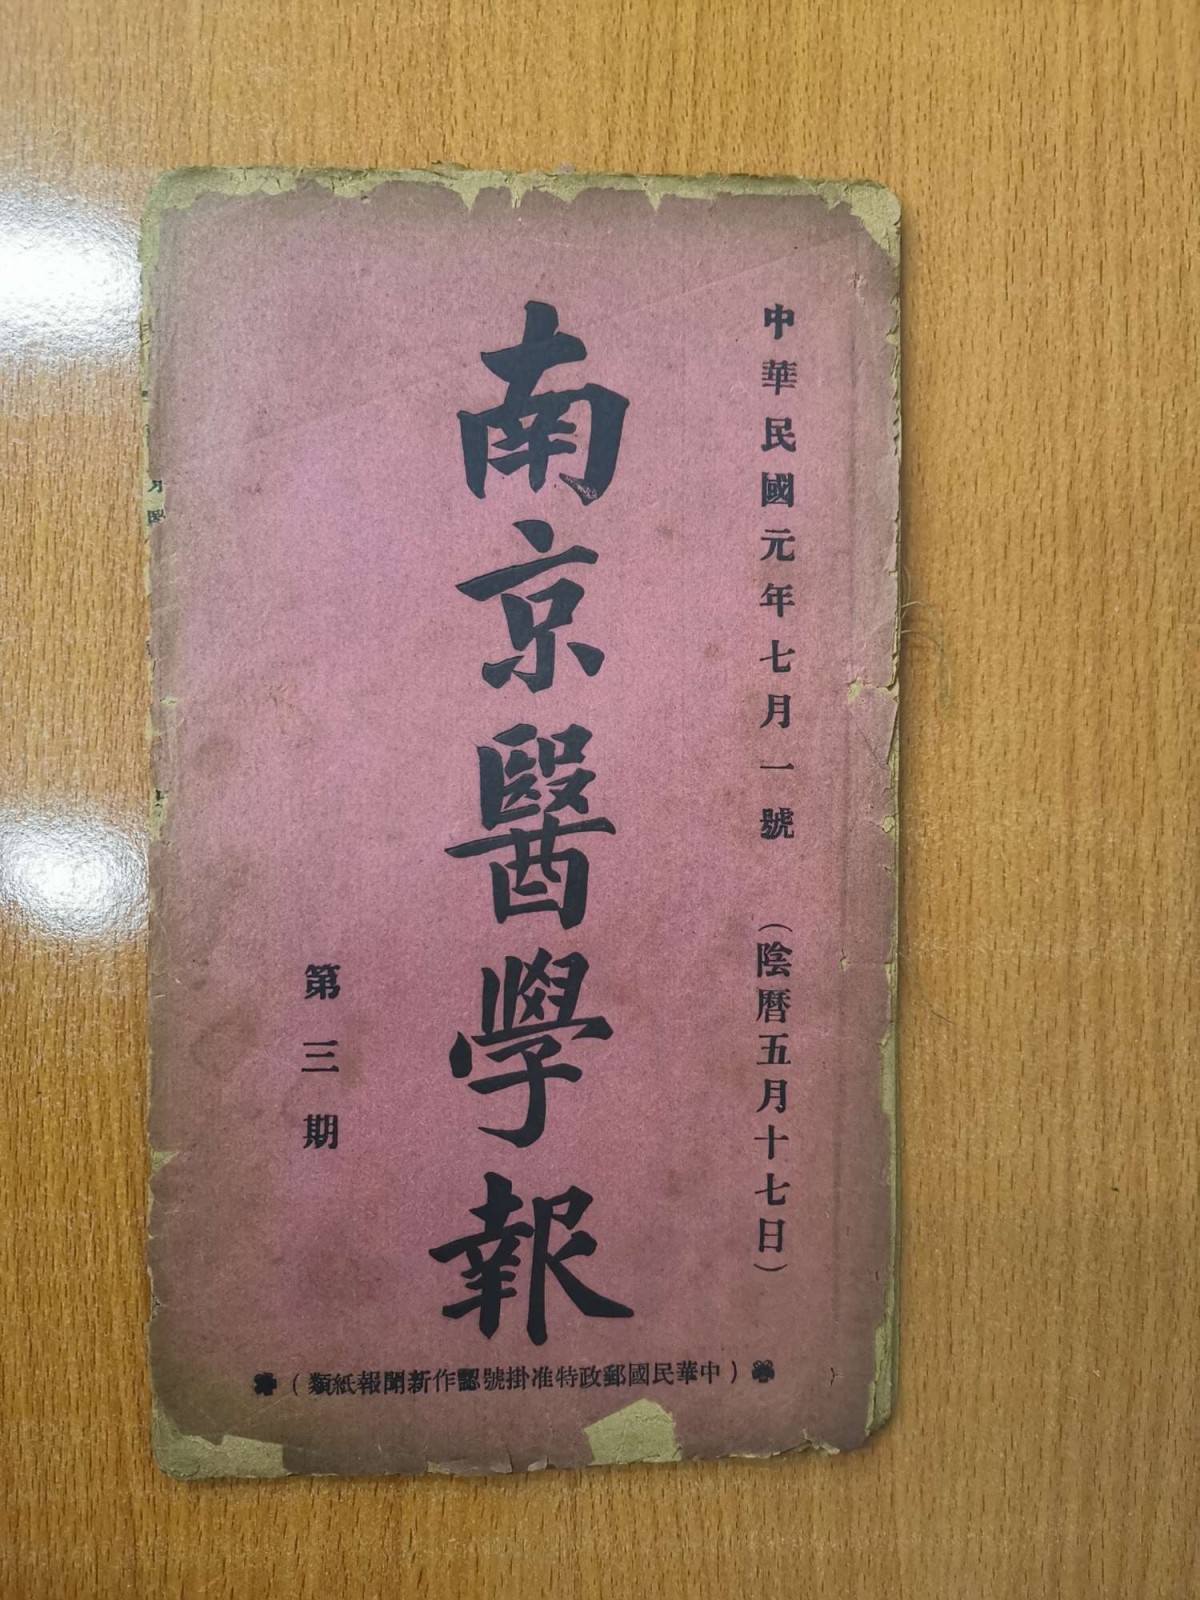 中華民國元年七月一號（陰曆五月十七日）
南京醫學報
第三期
（中華民國郵政特准掛號認作新聞報紙類）